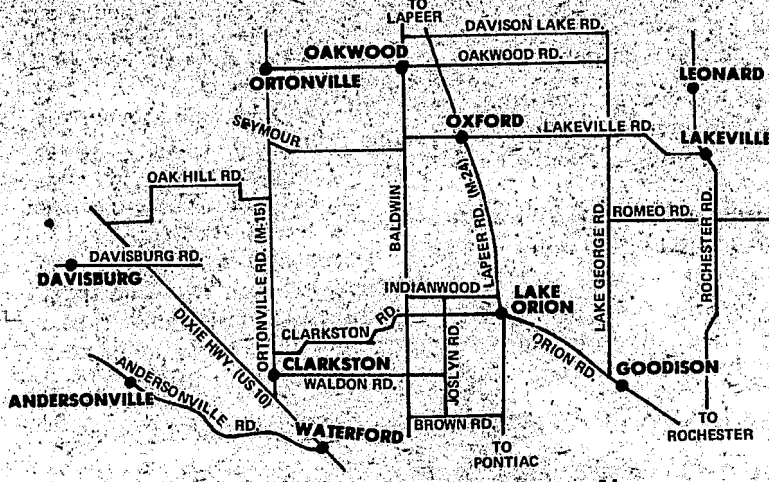 TO
LAPEER
DAVISON LAKE RD.
OAKWOOD
OAKWOOD RD.
ORTONVILLE
LEONARD
SEYMOUR
OXFORD
LAKEVILLE RD.
LAKEVILLE
OAK HILL RD.
ORTONVILLE RD. (M-15)
BALDWIN
LAPEER RD. (M-24)
LAKE GEORGE RD.
ROMEO RD.
ROCHESTER RD.
DAVISBURG RD.
DAVISBURG
INDIANWOOD
LAKE
ORION
DIXIE HWY. (US 10)
CLARKSTON RD.
JOSLYN RD.
ORION RD.
CLARKSTON
WALDON RD.
GOODISON
ANDERSONVILLE RD.
ANDERSONVILLE
WATERFORD
BROWN RD.
TO
PONTIAC
TO
ROCHESTER